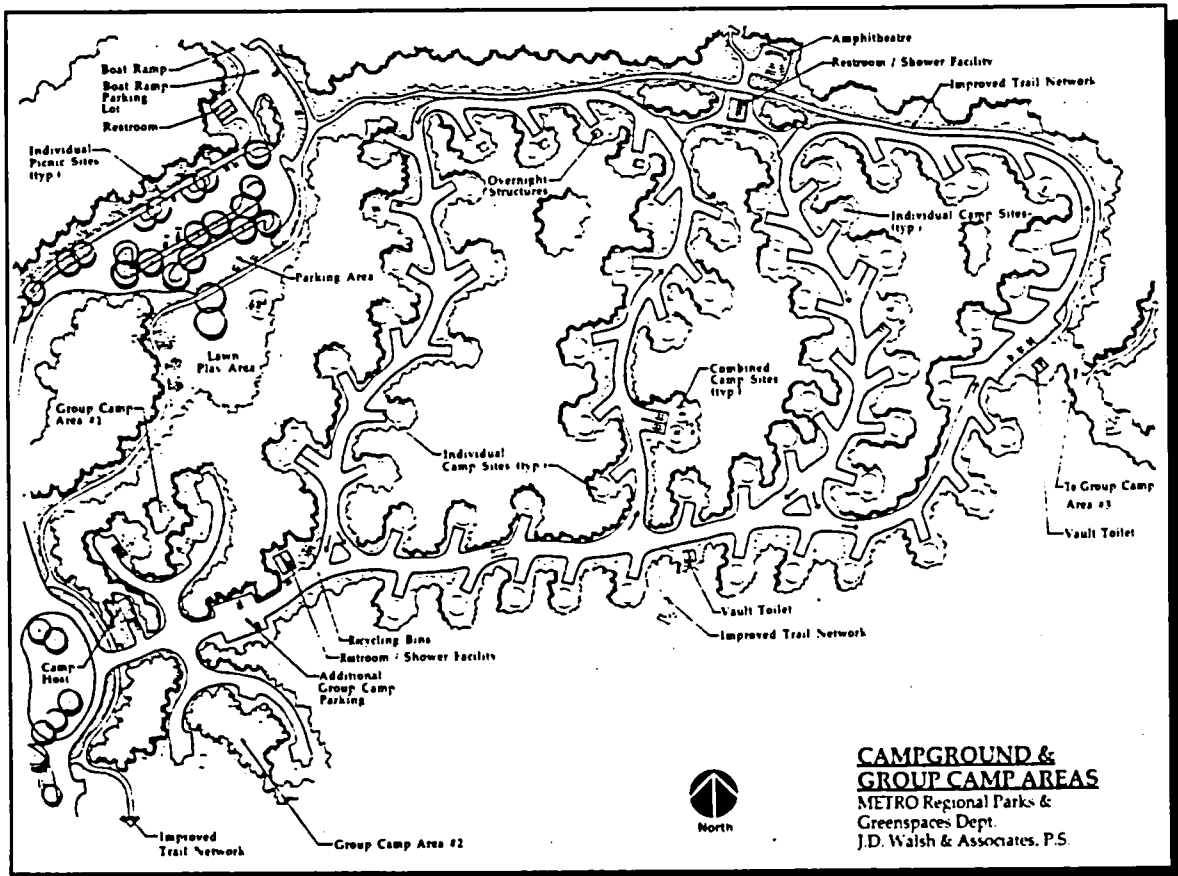 Boat Ramp
Boat Ramp
Parking
Lot
Restroom
Individual
Picnic Sites
(typ.)
Amphitheatre
Restroom / Shower Facility
Improved Trail Network
Overnight
Structures
Individual Camp Sites
(typ.)
Parking Area
Lawn
Play Area
Group Camp
Area #1
Combined
Camp Sites
(typ.)
Individual
Camp Sites (typ.)
To Group Camp
Area #3
Vault Toilet
Vault Toilet
Improved Trail Network
Recycling Bins
Restroom / Shower Facility
Additional
Group Camp
Parking
Camp
Host
Improved
Trail Network
Group Camp Area #2
North
CAMPGROUND &
GROUP CAMP AREAS
METRO Regional Parks &
Greenspaces Dept.
J.D. Walsh & Associates, P.S.